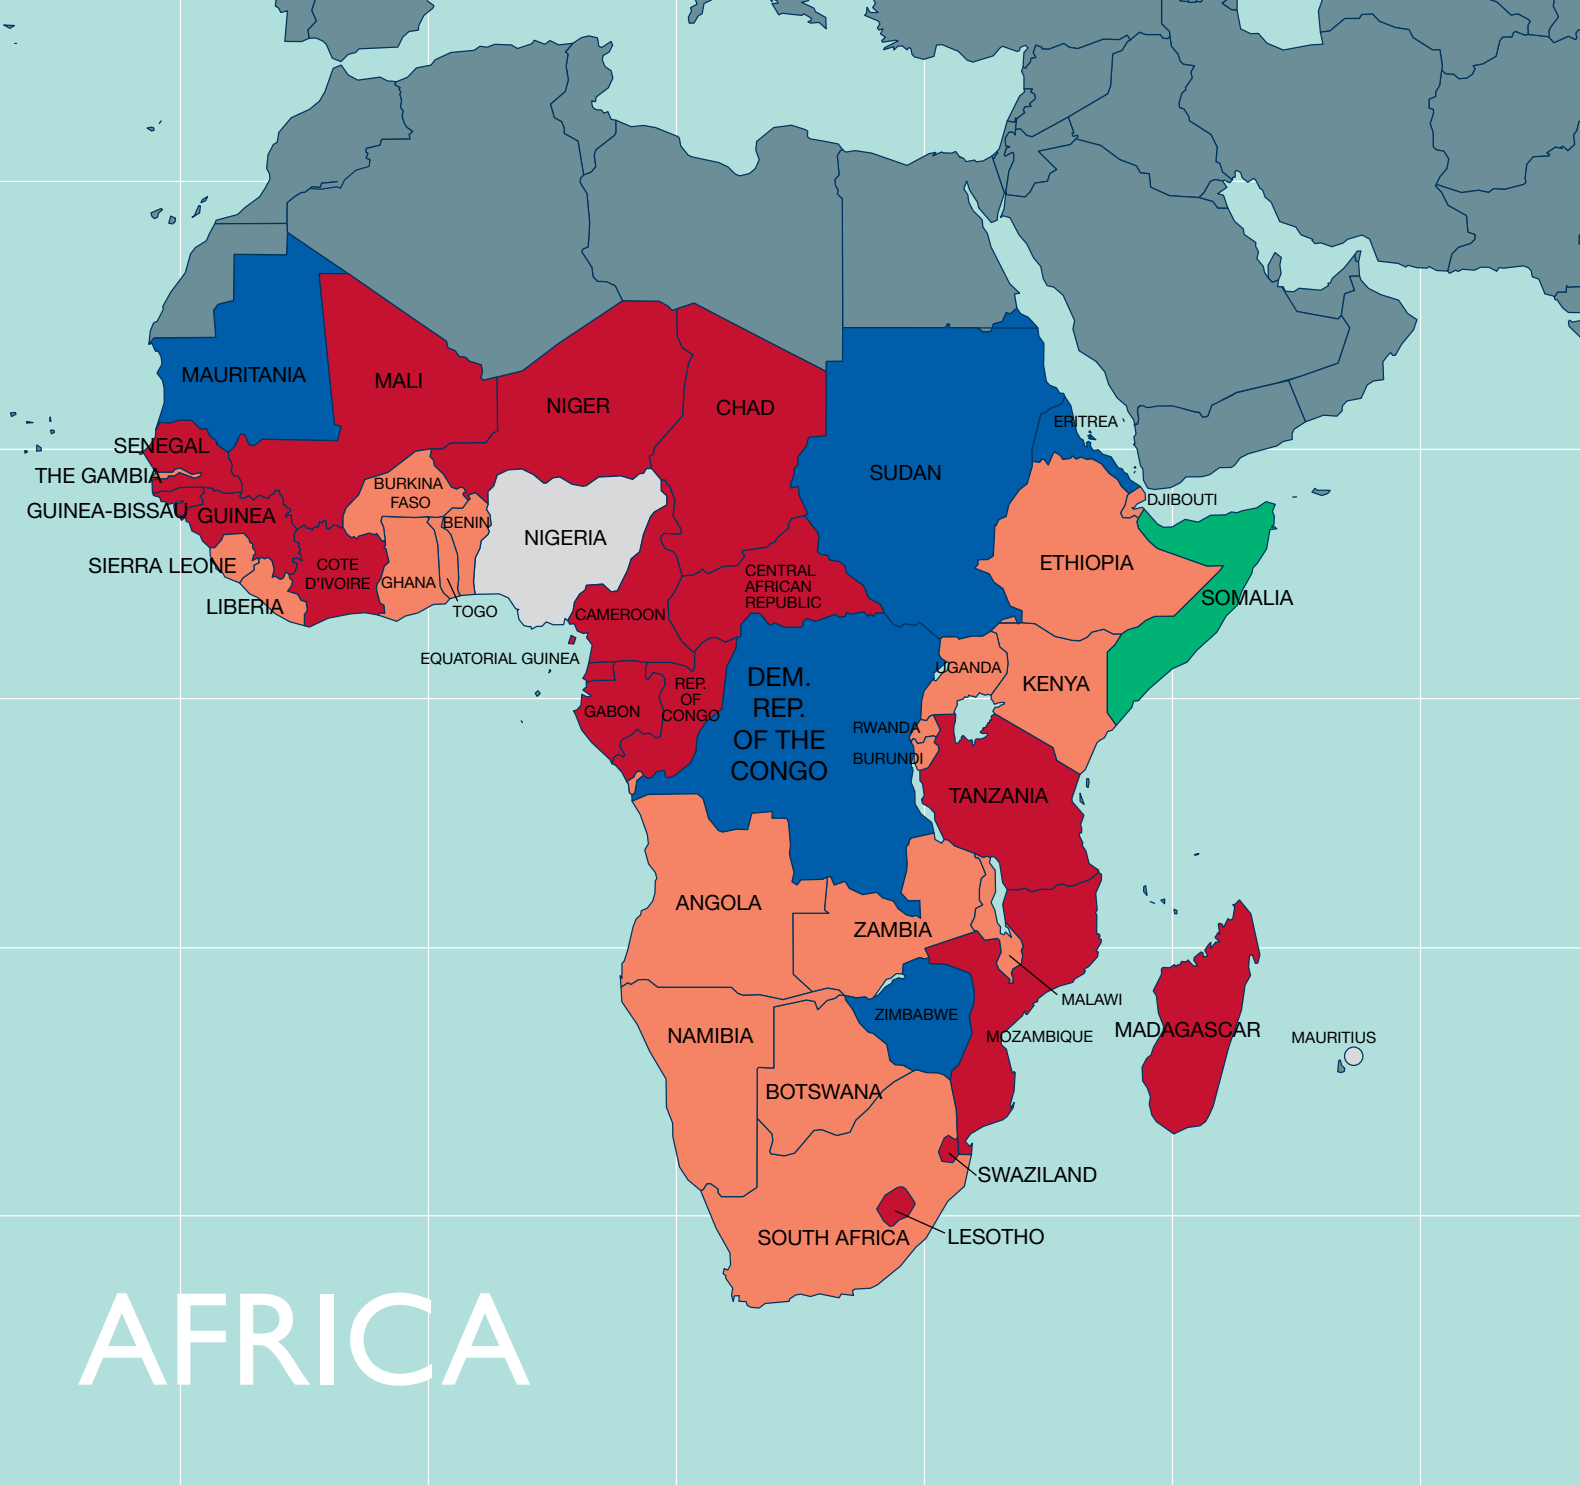 MAURITANIA
MALI
NIGER
CHAD
ERITREA
SUDAN
SENEGAL
THE GAMBIA
BURKINA
FASO
GUINEA-BISSAU
GUINEA
BENIN
NIGERIA
DJIBOUTI
ETHIOPIA
SIERRA LEONE
COTE
D'IVOIRE
GHANA
CENTRAL
AFRICAN
REPUBLIC
SOMALIA
LIBERIA
TOGO
CAMEROON
EQUATORIAL GUINEA
UGANDA
KENYA
DEM.
REP.
OF THE
CONGO
REP.
OF
CONGO
GABON
RWANDA
BURUNDI
TANZANIA
ANGOLA
ZAMBIA
MALAWI
ZIMBABWE
NAMIBIA
MOZAMBIQUE
MADAGASCAR
MAURITIUS
BOTSWANA
SWAZILAND
SOUTH AFRICA
LESOTHO
AFRICA